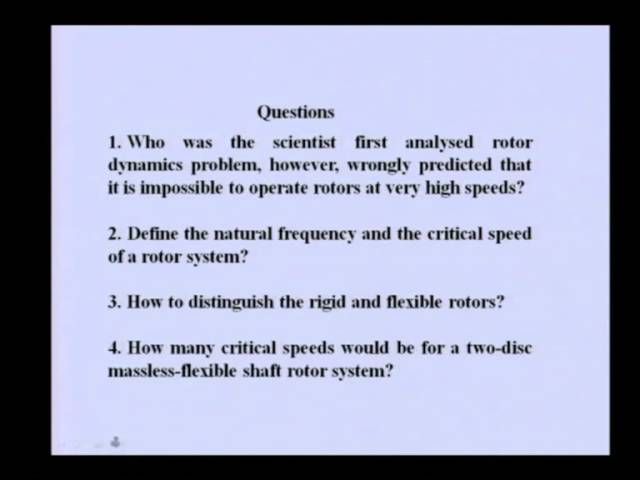 Questions
1. Who was the scientist first analysed rotor
dynamics problem, however, wrongly predicted that
it is impossible to operate rotors at very high speeds?
2. Define the natural frequency and the critical speed
of a rotor system?
3. How to distinguish the rigid and flexible rotors?
4. How many critical speeds would be for a two-disc
massless-flexible shaft rotor system?